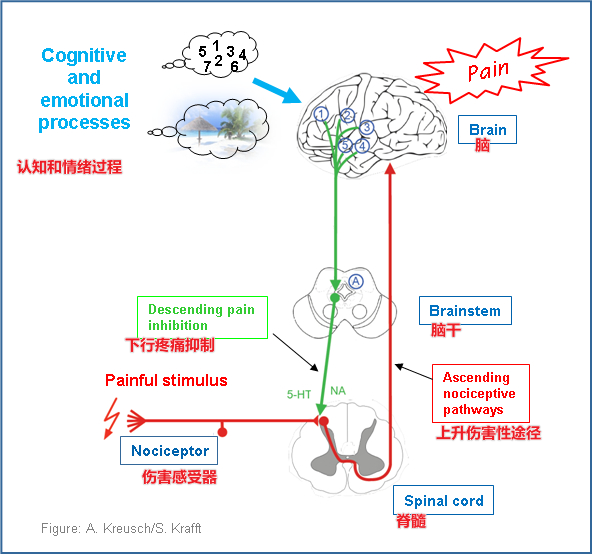 Cognitive
and
emotional
processes
认知和情绪过程
5 1 3 4
7 2 6
Pain
Brain
脑
1
2
3
5
4
A
Brainstem
脑干
Descending pain
inhibition
下行疼痛抑制
Painful stimulus
5-HT
NA
Ascending
nociceptive
pathways
上升伤害性途径
Nociceptor
伤害感受器
Spinal cord
脊髓
Figure: A. Kreusch/S. Krafft